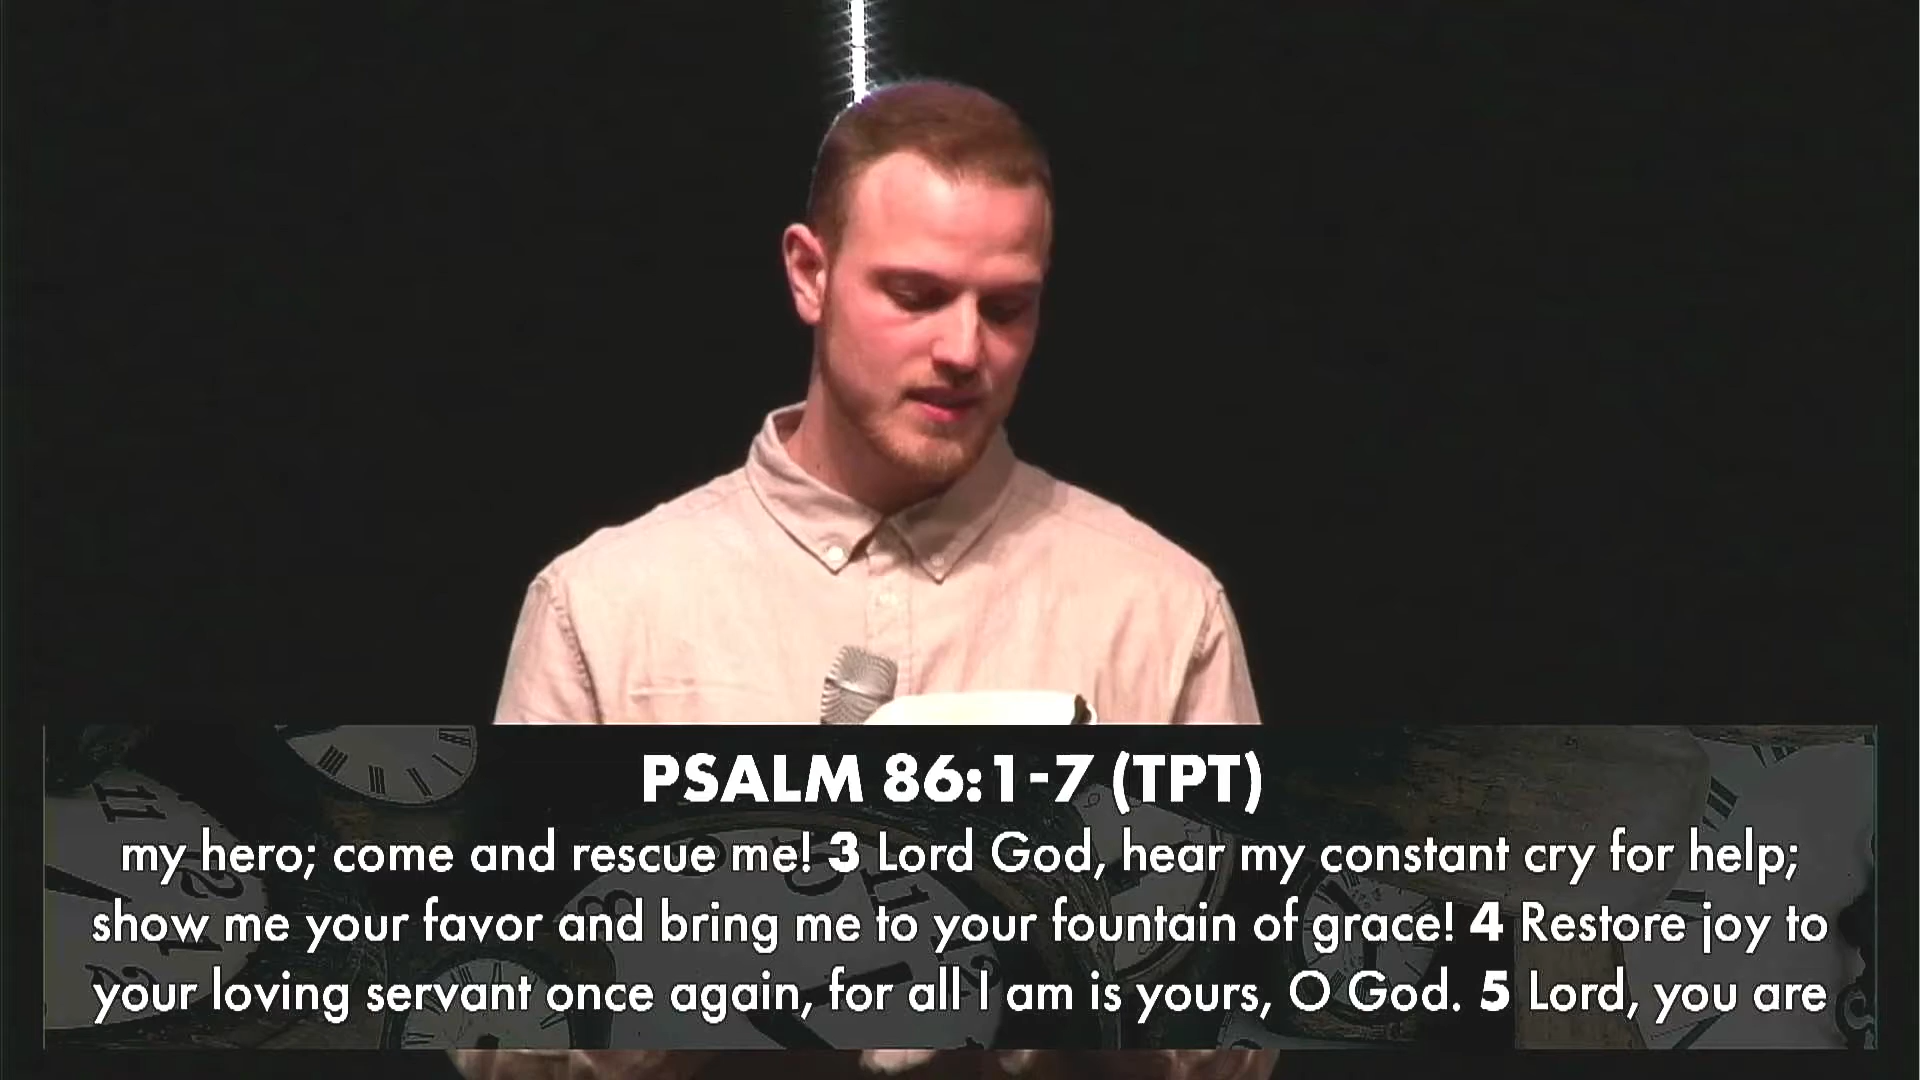 PSALM 86:1-7 (TPT)
my hero; come and rescue me! 3 Lord God, hear my constant cry for help;
show me your favor and bring me to your fountain of grace! 4 Restore joy to
your loving servant once again, for all I am is yours, O God. 5 Lord, you are